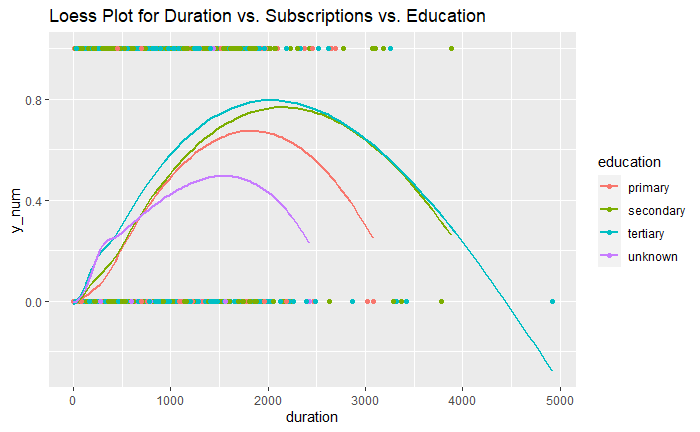 Loess Plot for Duration vs. Subscriptions vs. Education
y_num
0.8
0.4
0.0
0 1000 2000 3000 4000 5000
duration
education
primary
secondary
tertiary
unknown